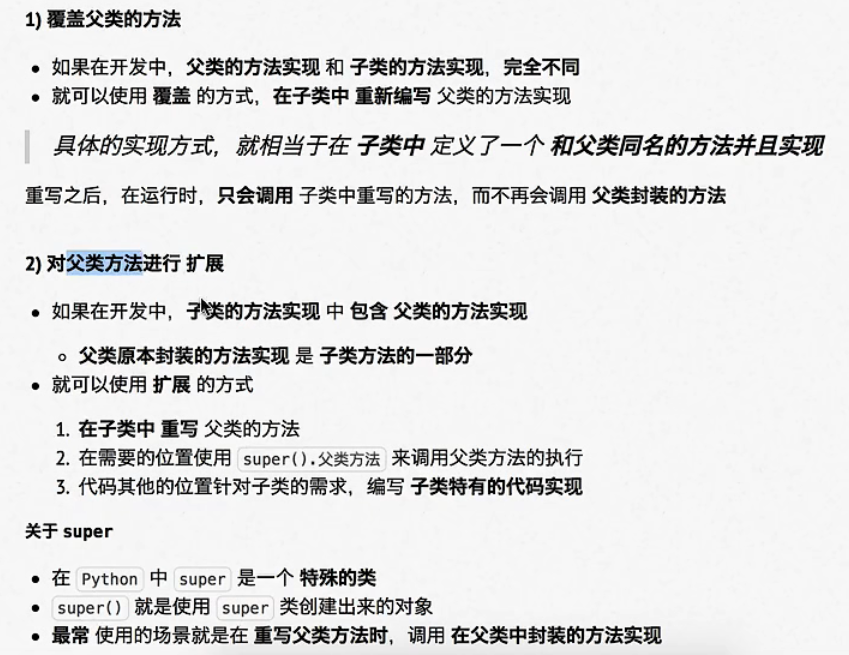 1) 覆盖父类的方法
如果在开发中，父类的方法实现 和 子类的方法实现，完全不同
就可以使用 覆盖 的方式，在子类中 重新编写 父类的方法实现
具体的实现方式，就相当于在 子类中 定义了一个 和父类同名的方法并且实现
重写之后，在运行时，只会调用 子类中重写的方法，而不再会调用 父类封装的方法
2) 对父类方法进行 扩展
如果在开发中，子类的方法实现 中 包含 父类的方法实现
父类原本封装的方法实现 是 子类方法的一部分
就可以使用 扩展 的方式
1. 在子类中 重写 父类的方法
2. 在需要的位置使用 super().父类方法 来调用父类方法的执行
3. 代码其他的位置针对子类的需求，编写 子类特有的代码实现
关于 super
在 Python 中 super 是一个 特殊的类
super() 就是使用 super 类创建出来的对象
最常 使用的场景就是在 重写父类方法时，调用 在父类中封装的方法实现